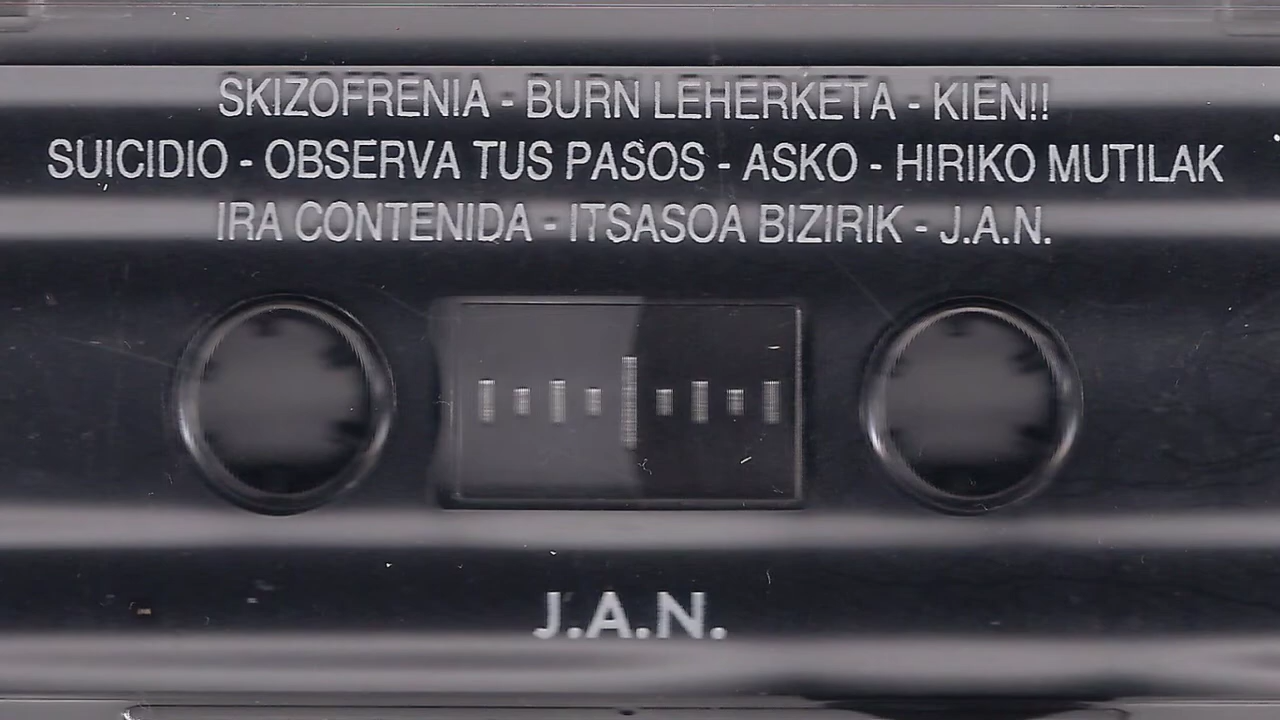 SKIZOFRENIA - BURN LEHERKETA - KIEN!!
SUICIDIO - OBSERVA TUS PASOS - ASKO - HIRIKO MUTILAK
IRA CONTENIDA - ITSASOA BIZIRIK - J.A.N.
J.A.N.